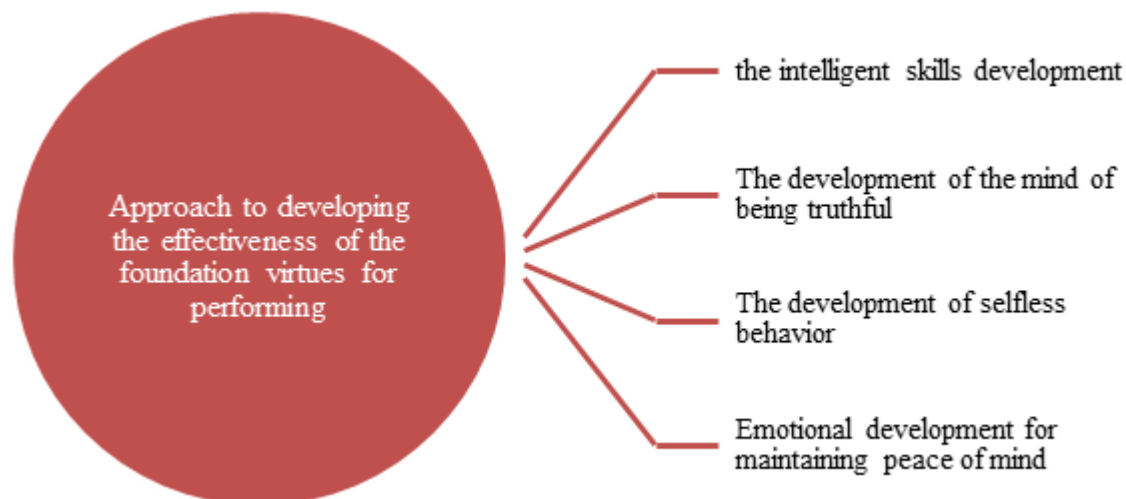 Approach to developing
the effectiveness of the
foundation virtues for
performing
the intelligent skills development
The development of the mind of
being truthful
The development of selfless
behavior
Emotional development for
maintaining peace of mind